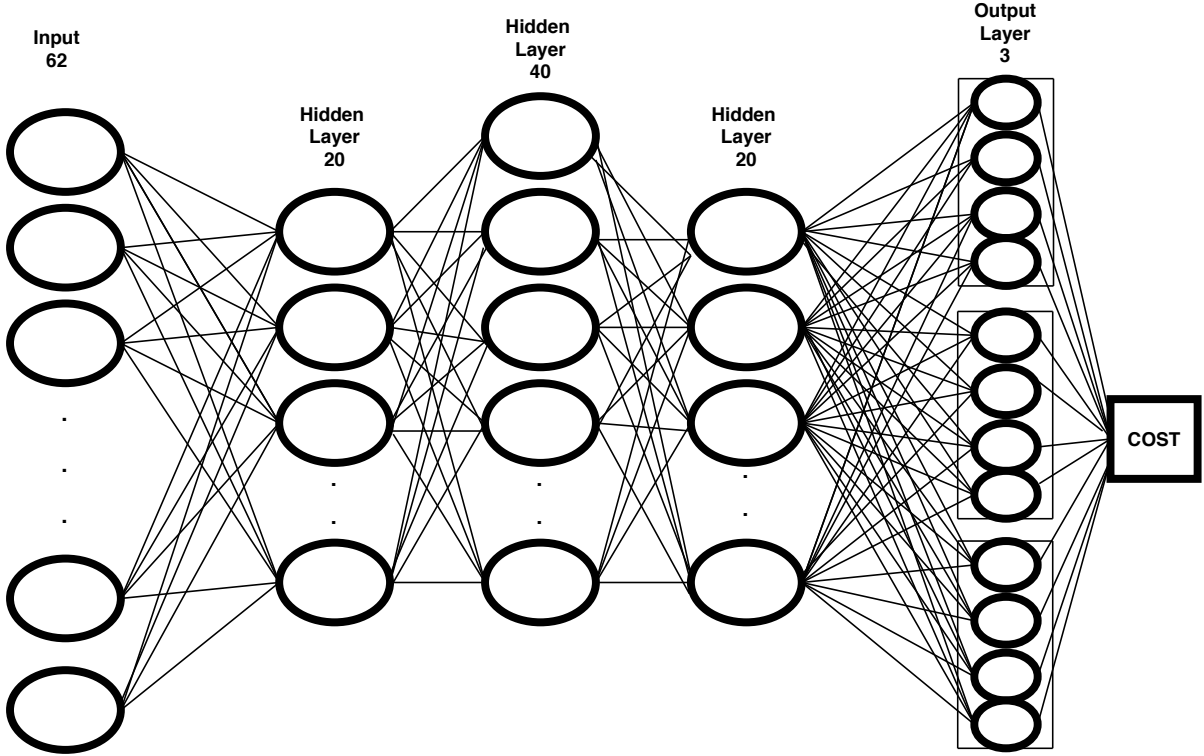 Input
62
Hidden
Layer
20
Hidden
Layer
40
Hidden
Layer
20
Output
Layer
3
COST